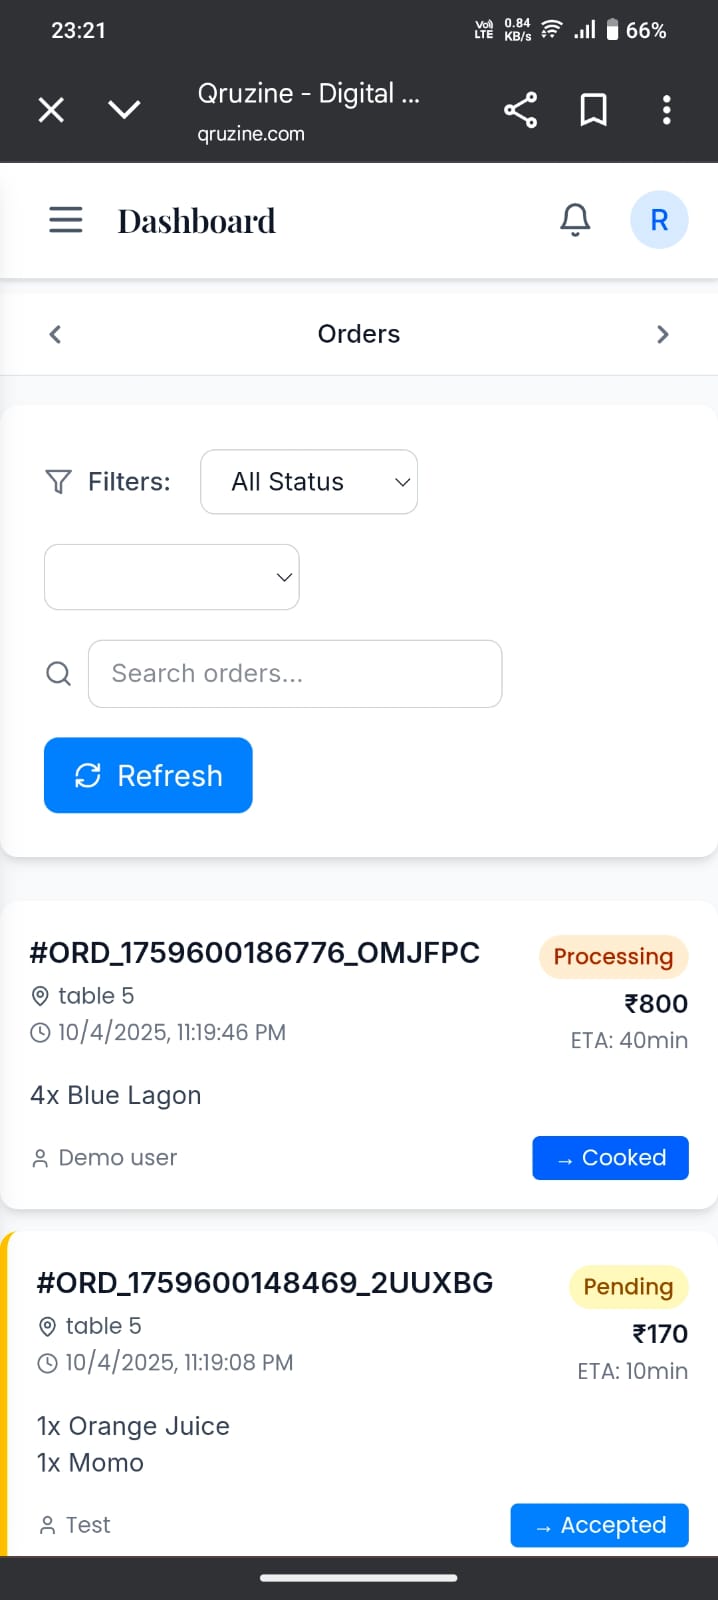 23:21
Vo) LTE 0.84 KB/s 66%
Qruzine - Digital ...
qruzine.com
Dashboard
R
Orders
Filters:
All Status
Search orders...
Refresh
#ORD_1759600186776_OMJFPC
Processing
table 5
₹800
10/4/2025, 11:19:46 PM
ETA: 40min
4x Blue Lagon
Demo user
→ Cooked
#ORD_1759600148469_2UUXBG
Pending
table 5
₹170
10/4/2025, 11:19:08 PM
ETA: 10min
1x Orange Juice
1x Momo
Test
→ Accepted